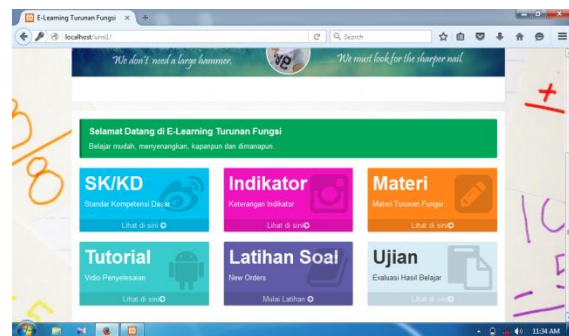 E-Learning Turunan Fungsi
localhost/umil/
Search
We don't need a large hammer.
We must look for the sharper nail.
Selamat Datang di E-Learning Turunan Fungsi
Belajar mudah, menyenangkan, kapanpun dan dimanapun.
SK/KD
Standar Kompetensi Dasar
Lihat di sini
Indikator
Keterangan Indikator
Lihat di sini
Materi
Materi Turunan Fungsi
Lihat di sini
Tutorial
Vidio Penyelesaian
Lihat di sini
Latihan Soal
New Orders
Mulai Latihan
Ujian
Exaluasi Hasil Belajar
Lihat di sini
11:34 AM